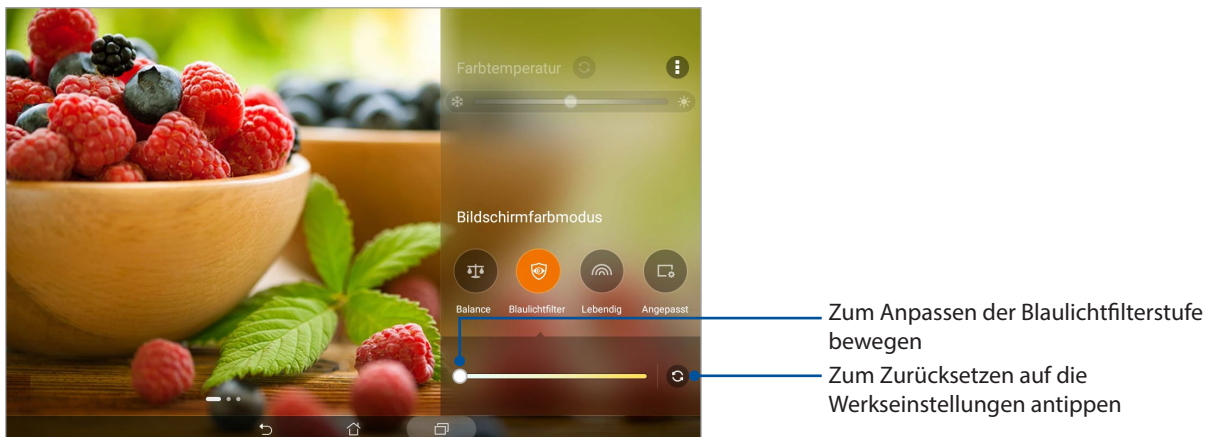 Farbtemperatur
Bildschirmfarbmodus
Balance Blaulichtfilter Lebendig Angepasst
Zum Anpassen der Blaulichtfilterstufe
bewegen
Zum Zurücksetzen auf die
Werkseinstellungen antippen